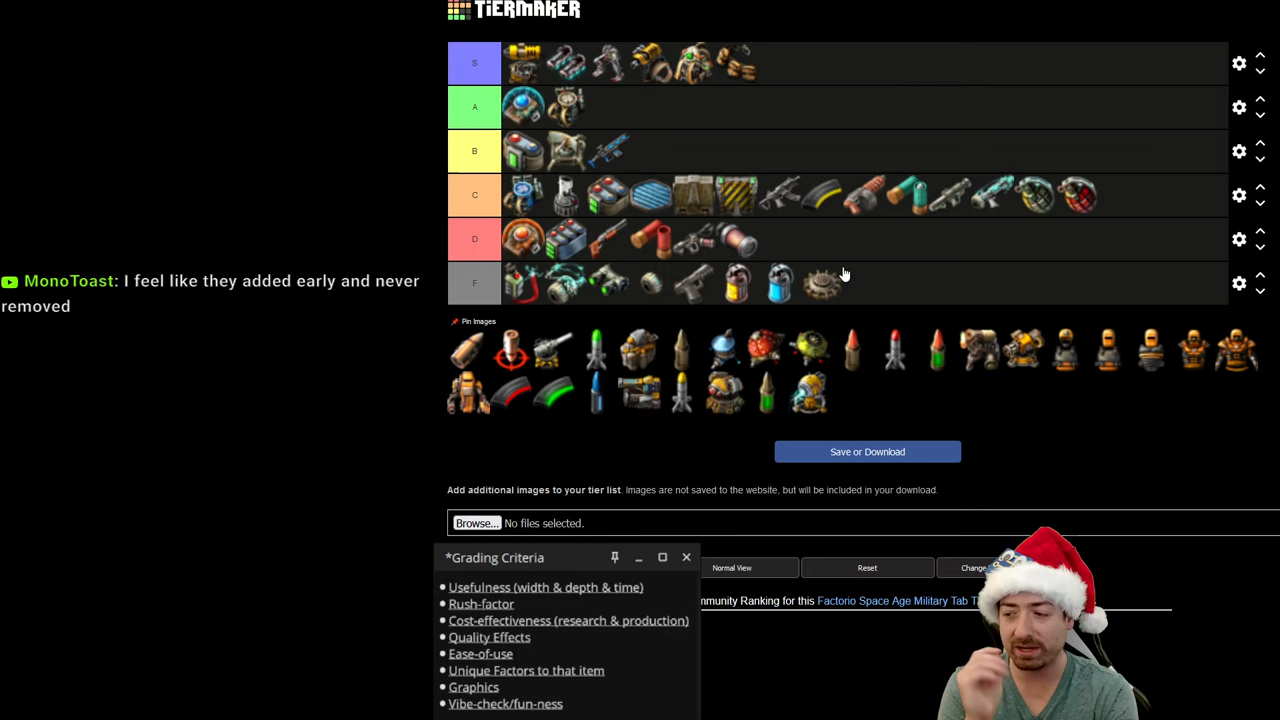 TiERMAKER
S
A
B
C
D
F
MonoToast: I feel like they added early and never
removed
Pin Images
Save or Download
Add additional images to your tier list. Images are not saved to the website, but will be included in your download.
Browse... No files selected.
*Grading Criteria
Usefulness (width & depth & time)
Rush-factor
Cost-effectiveness (research & production)
Quality Effects
Ease-of-use
Unique Factors to that item
Graphics
Vibe-check/fun-ness
Normal View
Reset
Change
mmunity Ranking for this Factorio Space Age Military Tab T